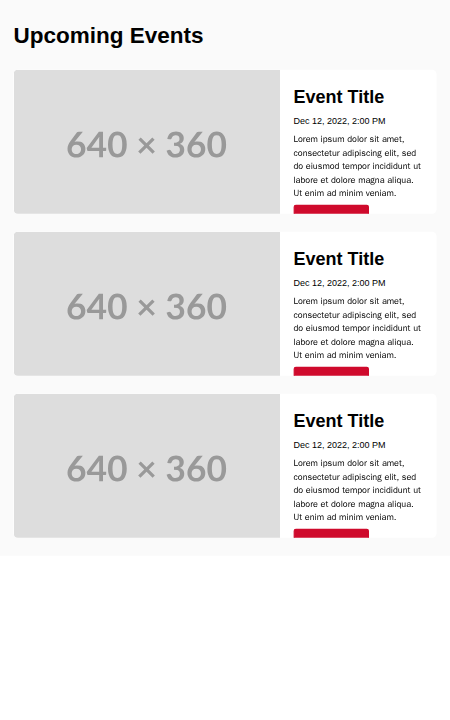 Upcoming Events
640 × 360
Event Title
Dec 12, 2022, 2:00 PM
Lorem ipsum dolor sit amet,
consectetur adipiscing elit, sed
do eiusmod tempor incididunt ut
labore et dolore magna aliqua.
Ut enim ad minim veniam.
640 × 360
Event Title
Dec 12, 2022, 2:00 PM
Lorem ipsum dolor sit amet,
consectetur adipiscing elit, sed
do eiusmod tempor incididunt ut
labore et dolore magna aliqua.
Ut enim ad minim veniam.
640 × 360
Event Title
Dec 12, 2022, 2:00 PM
Lorem ipsum dolor sit amet,
consectetur adipiscing elit, sed
do eiusmod tempor incididunt ut
labore et dolore magna aliqua.
Ut enim ad minim veniam.